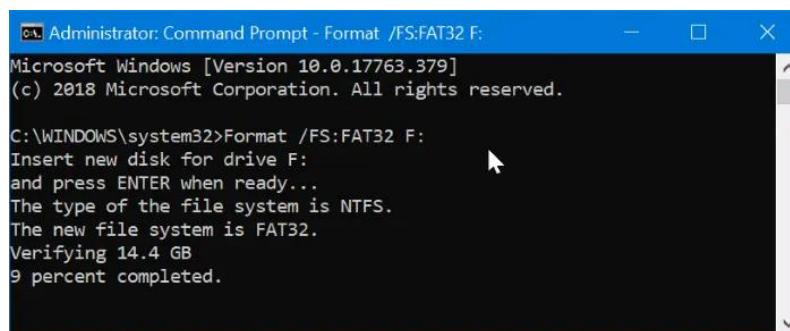 Administrator: Command Prompt - Format /FS:FAT32 F:
Microsoft Windows [Version 10.0.17763.379]
(c) 2018 Microsoft Corporation. All rights reserved.
C:\WINDOWS\system32>Format /FS:FAT32 F:
Insert new disk for drive F:
and press ENTER when ready...
The type of the file system is NTFS.
The new file system is FAT32.
Verifying 14.4 GB
9 percent completed.